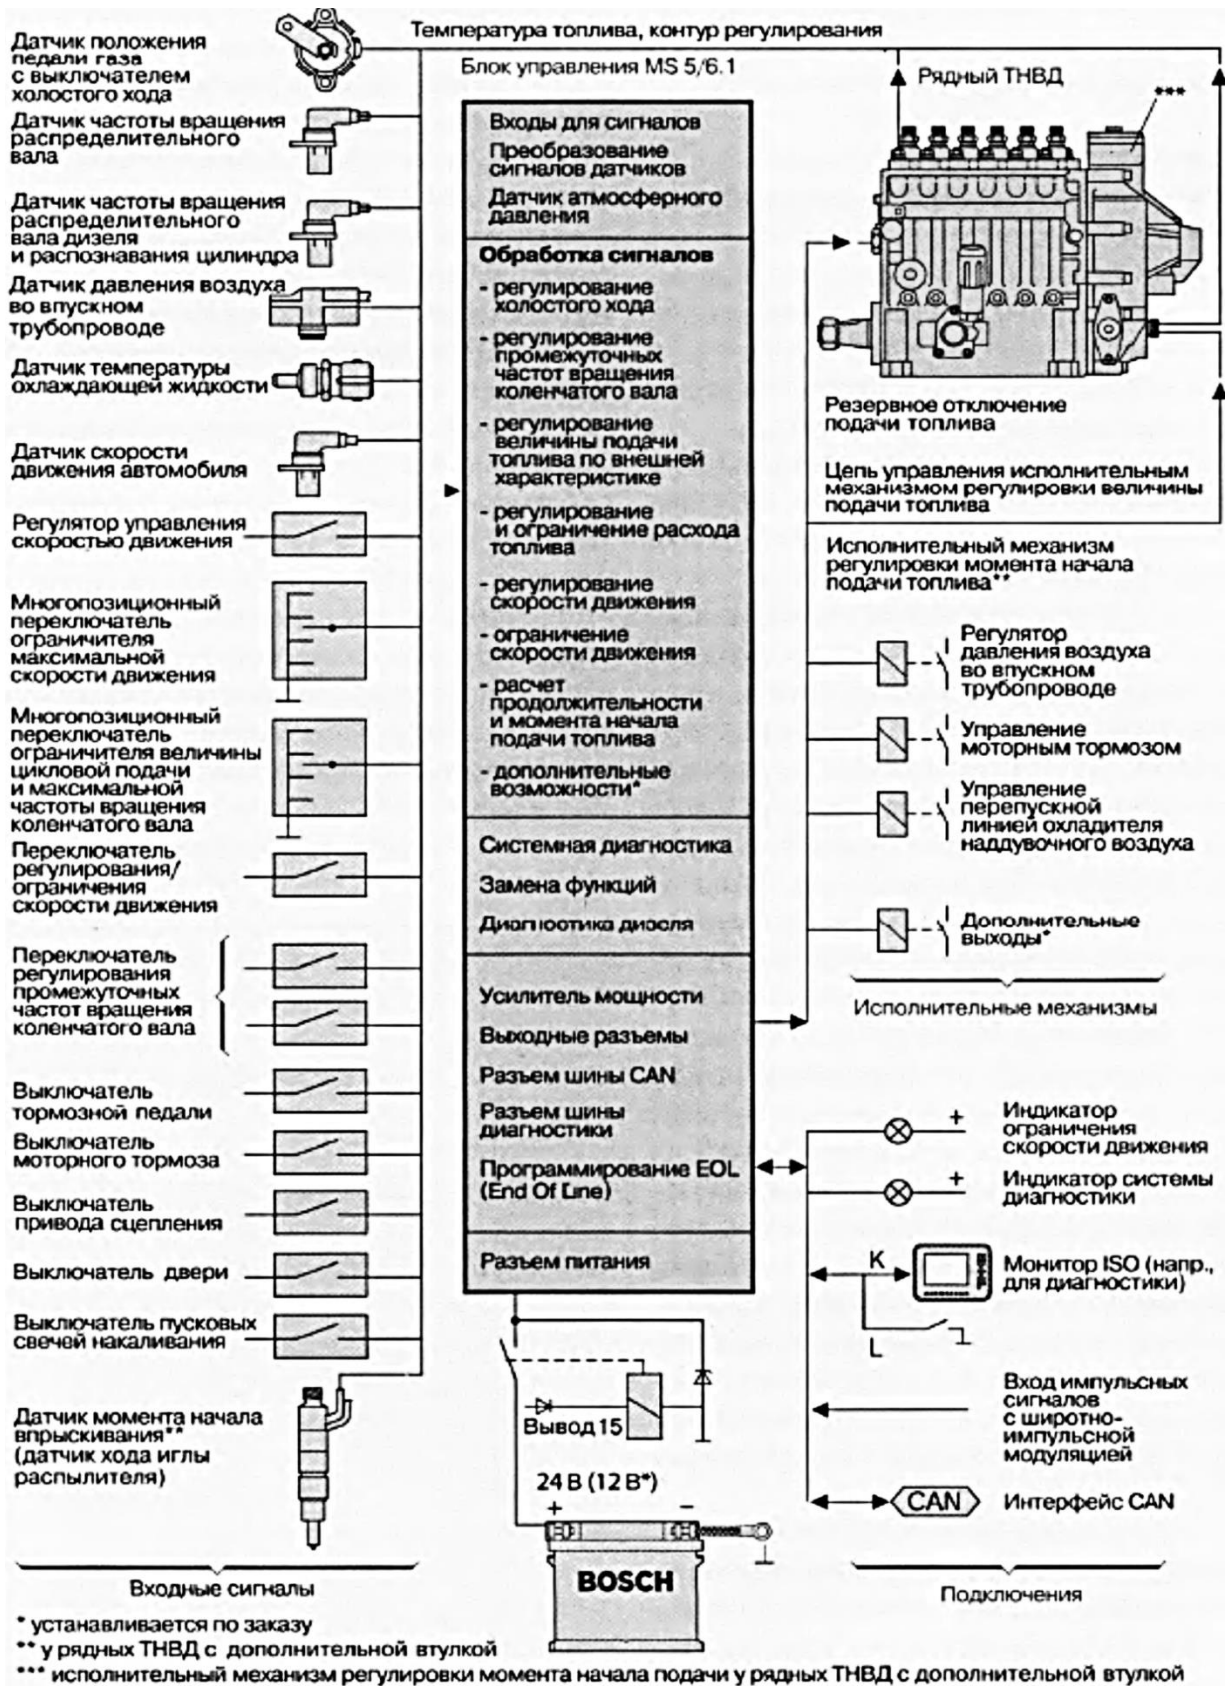 Температура топлива, контур регулирования
Блок управления MS 5/6.1
Датчик положения
педали газа
с выключателем
холостого хода
Датчик частоты вращения
распределительного
вала
Датчик частоты вращения
распределительного
вала дизеля
и распознавания цилиндра
Датчик давления воздуха
во впускном
трубопроводе
Датчик температуры
охлаждающей жидкости
Датчик скорости
движения автомобиля
Регулятор управления
скоростью движения
Многопозиционный
переключатель
ограничителя
максимальной
скорости движения
Многопозиционный
переключатель
ограничителя величины
цикловой подачи
и максимальной
частоты вращения
коленчатого вала
Переключатель
регулирования/
ограничения
скорости движения
Переключатель
регулирования
промежуточных
частот вращения
коленчатого вала
Выключатель
тормозной педали
Выключатель
моторного тормоза
Выключатель
привода сцепления
Выключатель двери
Выключатель пусковых
свечей накаливания
Датчик момента начала
впрыскивания**
(датчик хода иглы
распылителя)
Входные сигналы
Входы для сигналов
Преобразование
сигналов датчиков
Датчик атмосферного
давления
Обработка сигналов
- регулирование
холостого хода
- регулирование
промежуточных
частот вращения
коленчатого вала
- регулирование
величины подачи
топлива по внешней
характеристике
- регулирование
и ограничение расхода
топлива
- регулирование
скорости движения
- ограничение
скорости движения
- расчет
продолжительности
и момента начала
подачи топлива
- дополнительные
возможности*
Системная диагностика
Замена функций
Диагностика дизеля
Усилитель мощности
Выходные разъемы
Разъем шины CAN
Разъем шины
диагностики
Программирование EOL
(End Of Line)
Разъем питания
Вывод 15
24 В (12 В*)
+ −
BOSCH
Рядный ТНВД
***
Резервное отключение
подачи топлива
Цепь управления исполнительным
механизмом регулировки величины
подачи топлива
Исполнительный механизм
регулировки момента начала
подачи топлива**
Регулятор
давления воздуха
во впускном
трубопроводе
Управление
моторным тормозом
Управление
перепускной
линией охладителя
наддувочного воздуха
Дополнительные
выходы*
Исполнительные механизмы
+
Индикатор
ограничения
скорости движения
+
Индикатор системы
диагностики
K
L
Монитор ISO (напр.,
для диагностики)
Вход импульсных
сигналов
с широтно-
импульсной
модуляцией
CAN
Интерфейс CAN
Подключения
* устанавливается по заказу
** у рядных ТНВД с дополнительной втулкой
*** исполнительный механизм регулировки момента начала подачи у рядных ТНВД с дополнительной втулкой